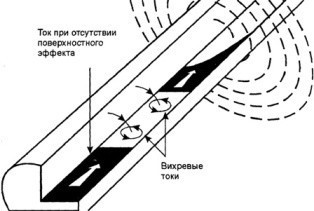 Ток при отсутствии
поверхностного
эффекта
Вихревые
токи